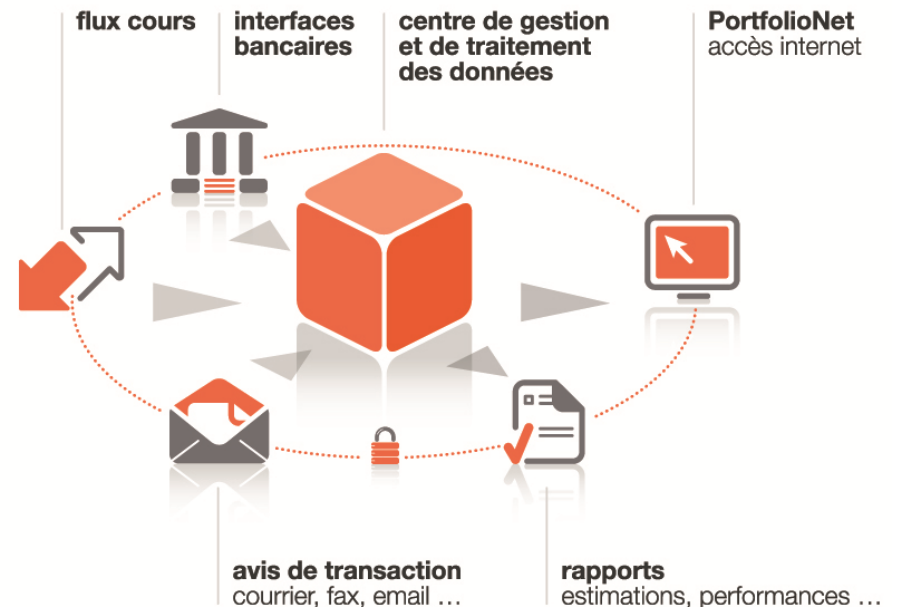 flux cours
interfaces
bancaires
centre de gestion
et de traitement
des données
PortfolioNet
accès internet
avis de transaction
courrier, fax, email ...
rapports
estimations, performances ...